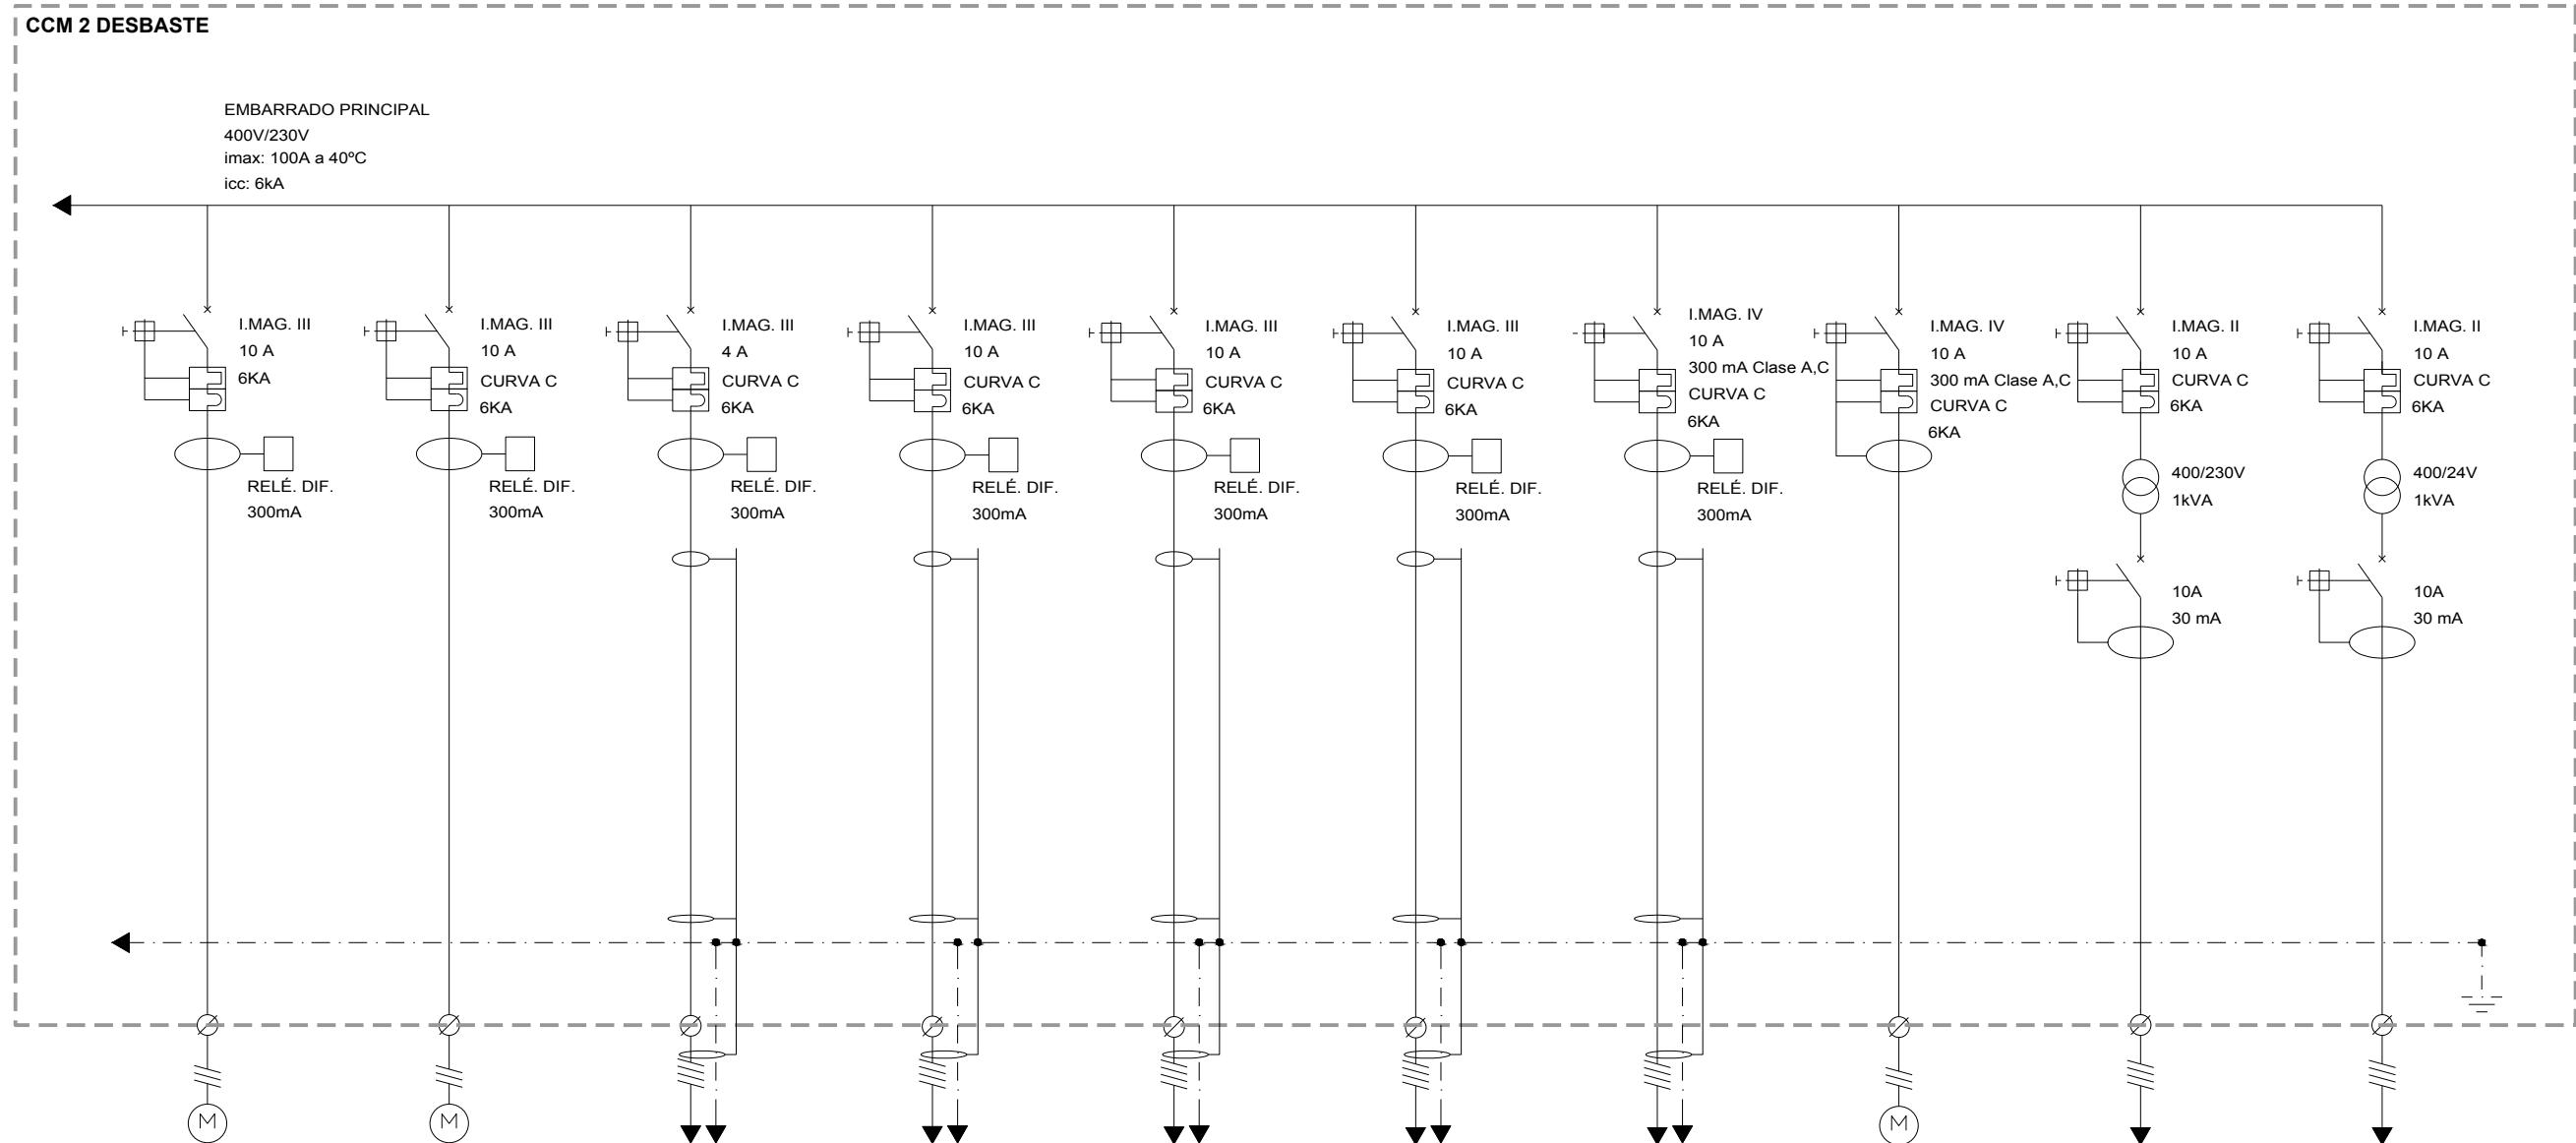 CCM 2 DESBASTE
EMBARRADO PRINCIPAL
400V/230V
imax: 100A a 40ºC
icc: 6kA
I.MAG. III
10 A
6KA
RELÉ. DIF.
300mA
M
I.MAG. III
10 A
CURVA C
6KA
RELÉ. DIF.
300mA
M
I.MAG. III
4 A
CURVA C
6KA
RELÉ. DIF.
300mA
I.MAG. III
10 A
CURVA C
6KA
RELÉ. DIF.
300mA
I.MAG. III
10 A
CURVA C
6KA
RELÉ. DIF.
300mA
I.MAG. III
10 A
CURVA C
6KA
RELÉ. DIF.
300mA
I.MAG. IV
10 A
300 mA Clase A,C
CURVA C
6KA
RELÉ. DIF.
300mA
I.MAG. IV
10 A
300 mA Clase A,C
CURVA C
6KA
M
I.MAG. II
10 A
CURVA C
6KA
400/230V
1kVA
10A
30 mA
I.MAG. II
10 A
CURVA C
6KA
400/24V
1kVA
10A
30 mA